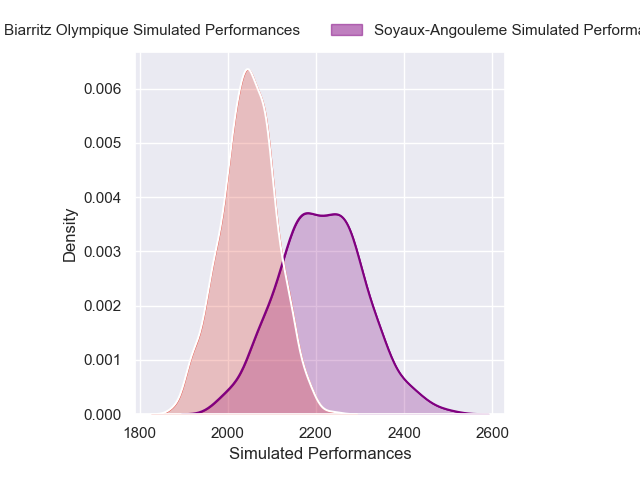 Biarritz Olympique Simulated Performances
Soyaux-Angouleme Simulated
0.006
0.005
0.004
0.003
0.002
0.001
0.000
Density
1800 2000 2200 2400 2600
Simulated Performances